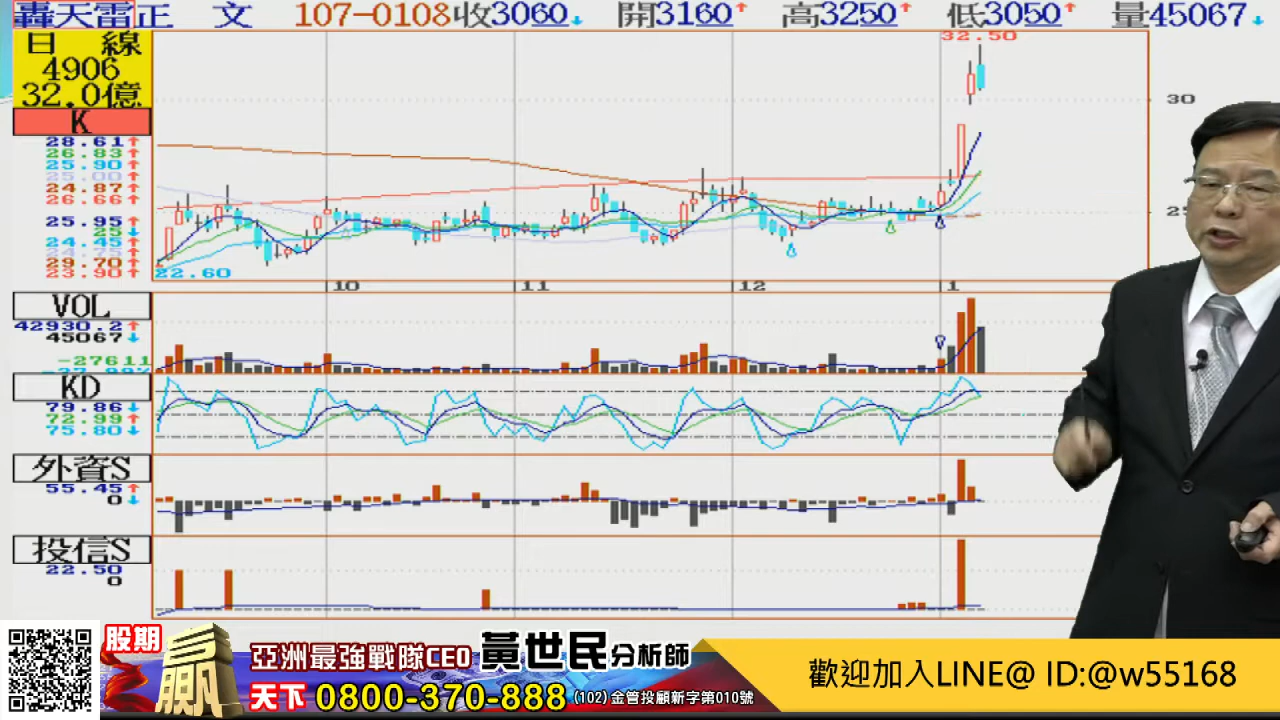 轟天雷正 文 107-0108收3060↓ 開3160↑ 高3250↑ 低3050↑ 量45067↓
日 線
4906
32.0億
K
28.61↑
26.83↑
25.90↑
25.00↑
24.87↑
26.66↑
25.95↑
25↓
24.45↑
24.75↑
29.70↑
23.90↑
32.50
30
25
22.60
10 11 12 1
VOL
42930.2↑
45067↓
-27611
KD
79.86↓
72.99↑
75.80↓
外資S
55.45↑
0↓
投信S
22.50
0
股期
贏
亞洲最強戰隊CEO 黃世民分析師
天下 0800-370-888 (102)金管投顧新字第010號
歡迎加入LINE@ ID:@w55168